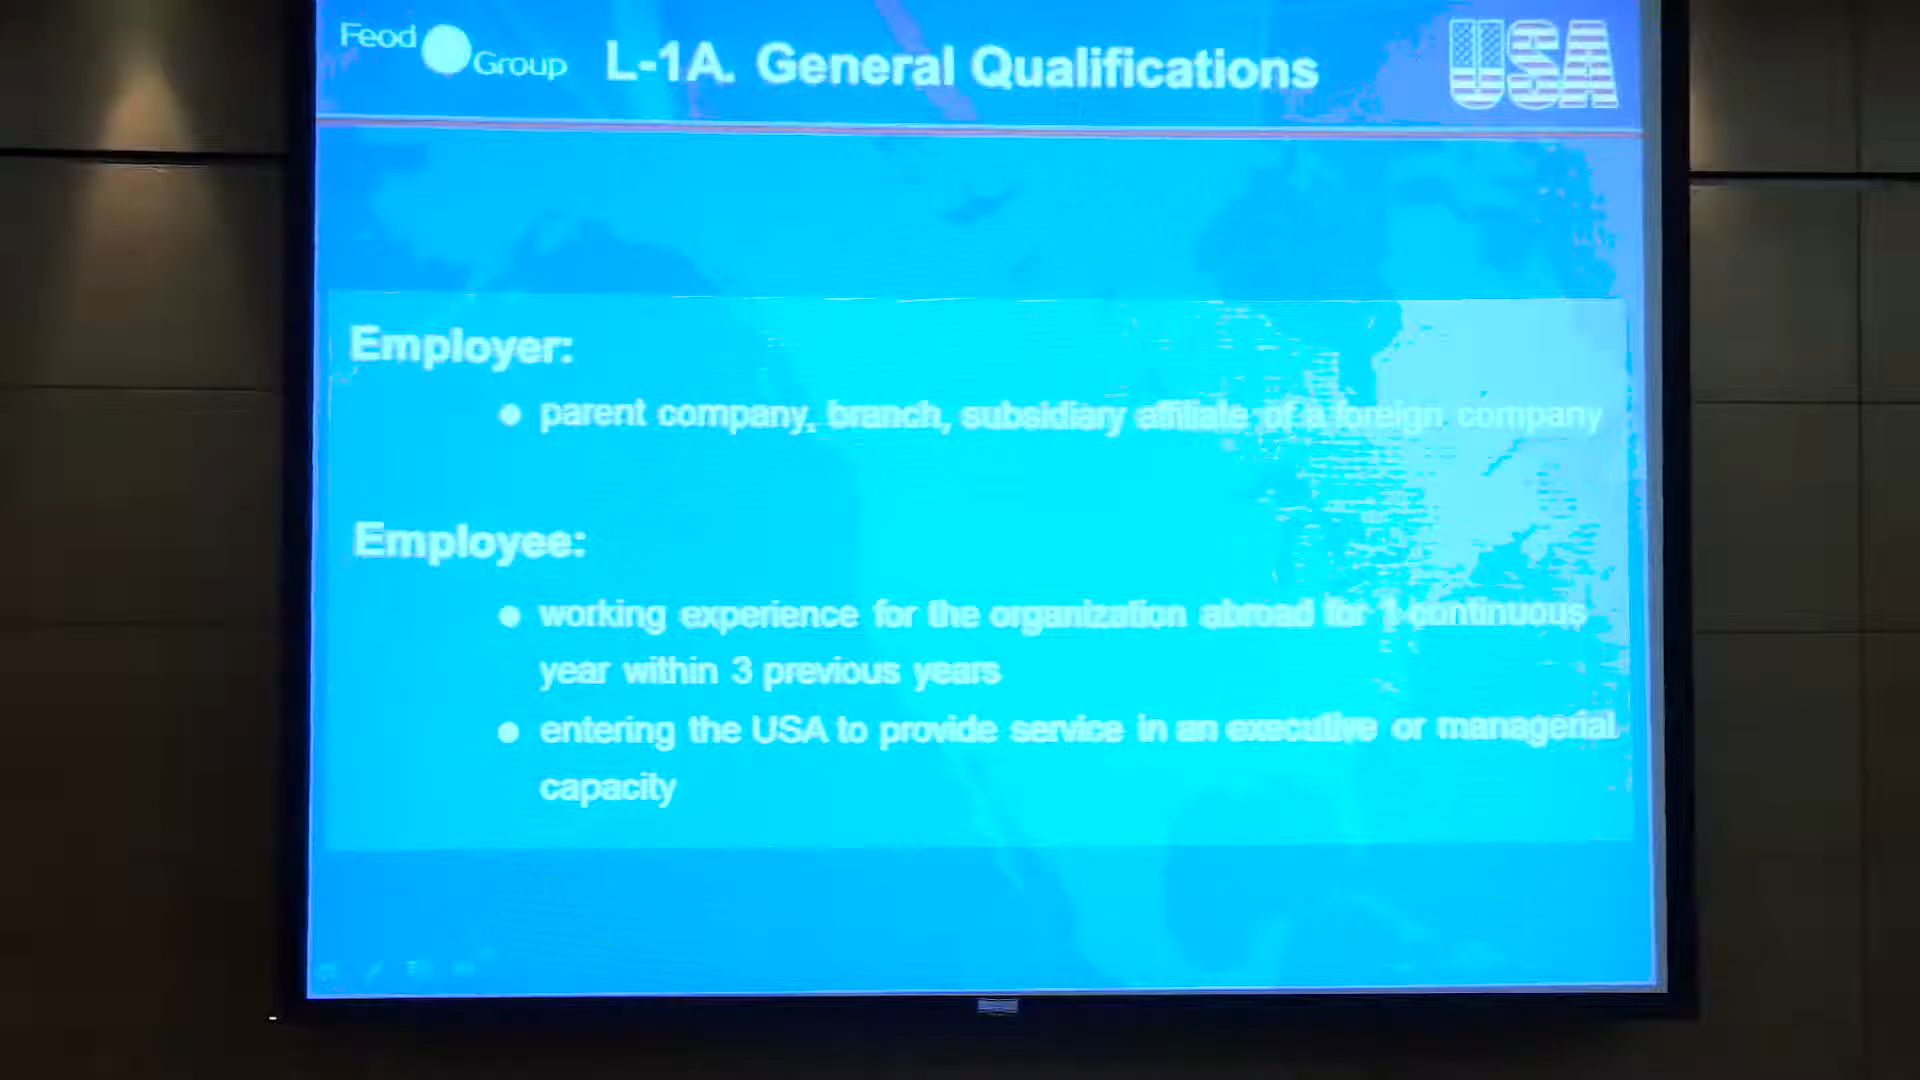 Feod Group
L-1A. General Qualifications
USA
Employer:
• parent company, branch, subsidiary affiliate of a foreign company
Employee:
• working experience for the organization abroad for 1 continuous
year within 3 previous years
• entering the USA to provide service in an executive or managerial
capacity